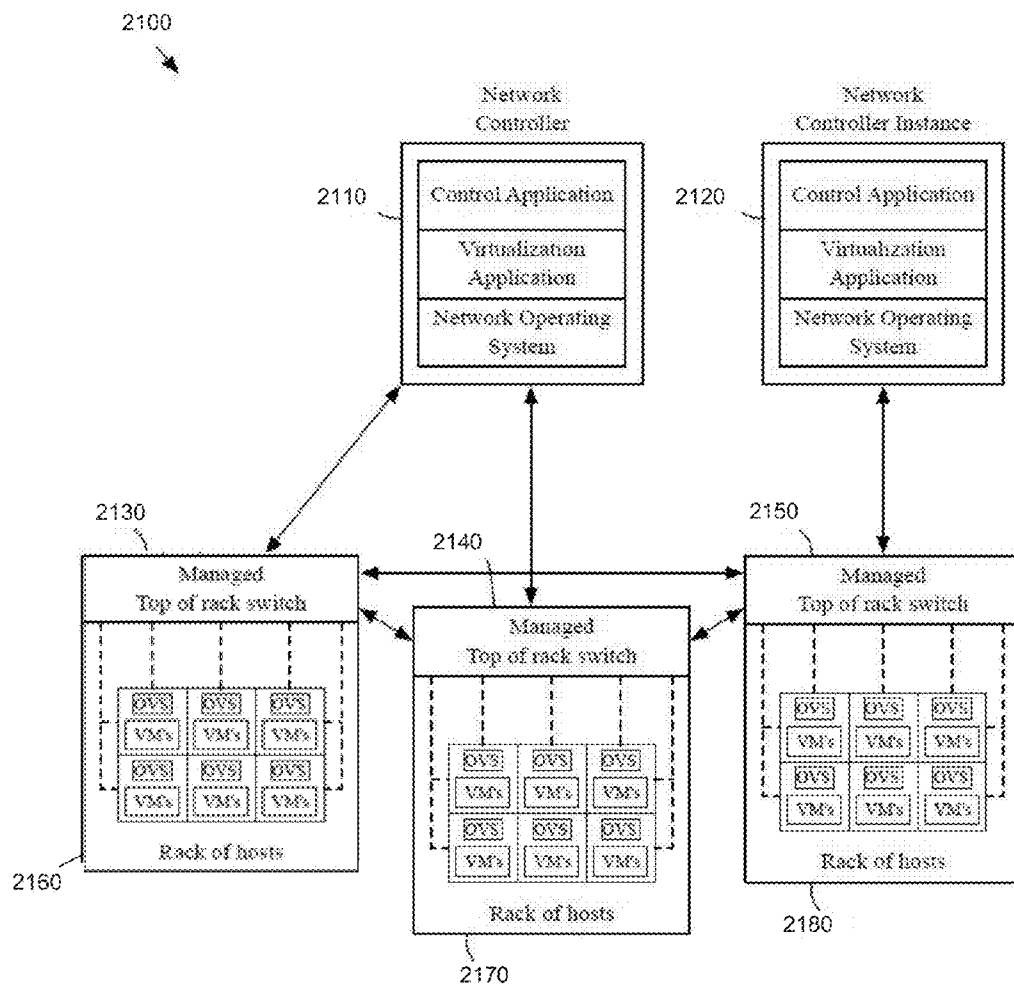 2100
Network
Controller
Network
Controller Instance
2110
Control Application
Virtualization
Application
Network Operating
System
2120
Control Application
Virtualization
Application
Network Operating
System
2130
Managed
Top of rack switch
2140
Managed
Top of rack switch
2150
Managed
Top of rack switch
OVS OVS OVS
VM's VM's VM's
OVS OVS OVS
VM's VM's VM's
Rack of hosts
2160
OVS OVS OVS
VM's VM's VM's
OVS OVS OVS
VM's VM's VM's
Rack of hosts
2170
OVS OVS OVS
VM's VM's VM's
OVS OVS OVS
VM's VM's VM's
Rack of hosts
2180